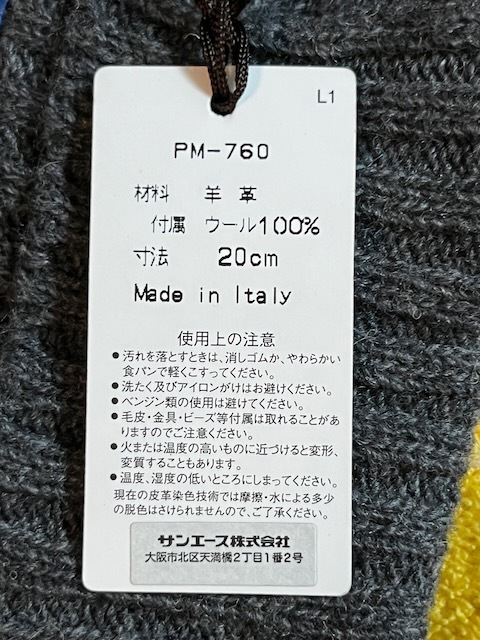 L1
PM-760
材料 羊革
付属 ウール100%
寸法 20cm
Made in Italy
使用上の注意
●汚れを落とすときは、消しゴムか、やわらかい
食パンで軽くこすってください。
●洗たく及びアイロンがけはお避けください。
●ベンジン類の使用は避けてください。
●毛皮・金具・ビーズ等付属は取れることがあ
りますのでご注意ください。
●火または温度の高いものに近づけると変形、
変質することもあります。
●温度、湿度の低いところにしまってください。
現在の皮革染色技術では摩擦・水による多少
の脱色はさけられませんので、ご了承ください。
サンエース株式会社
大阪市北区天満橋2丁目1番2号